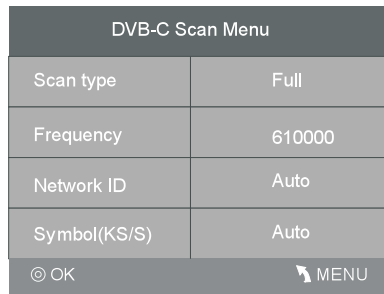 DVB-C Scan Menu
Scan type Full
Frequency 610000
Network ID Auto
Symbol(KS/S) Auto
OK MENU